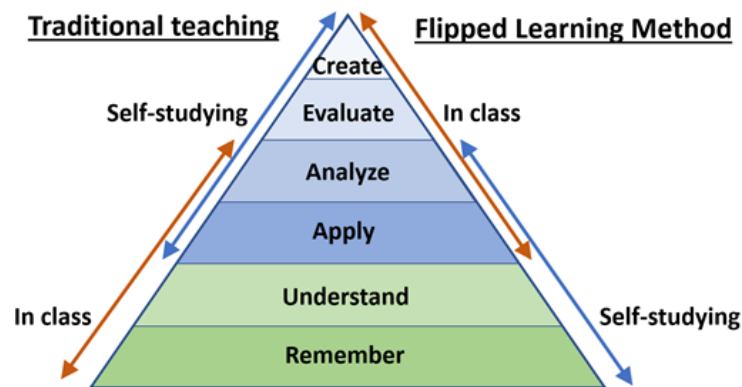 Traditional teaching
Flipped Learning Method
Create
Self-studying
Evaluate
In class
Analyze
Apply
Understand
In class
Self-studying
Remember